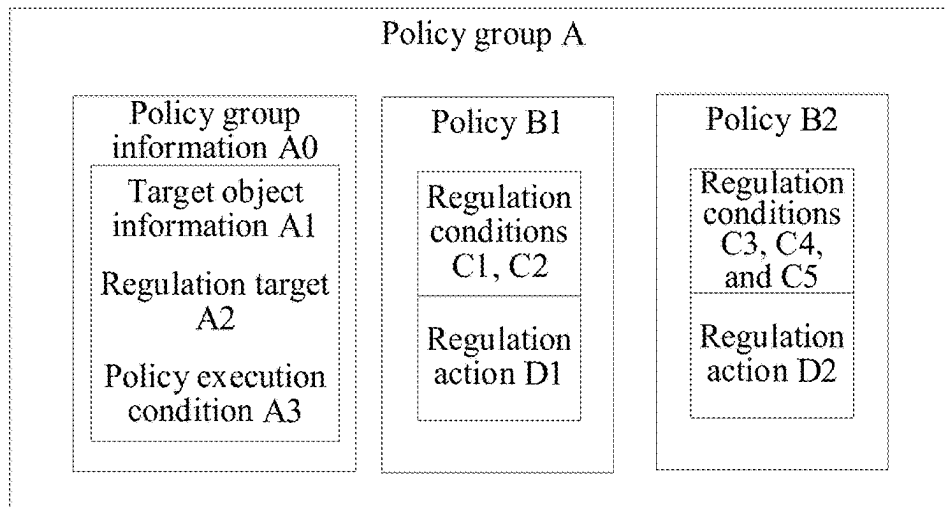 Policy group A
Policy group
information A0
Target object
information A1
Regulation target
A2
Policy execution
condition A3
Policy B1
Regulation
conditions
C1, C2
Regulation
action D1
Policy B2
Regulation
conditions
C3, C4,
and C5
Regulation
action D2